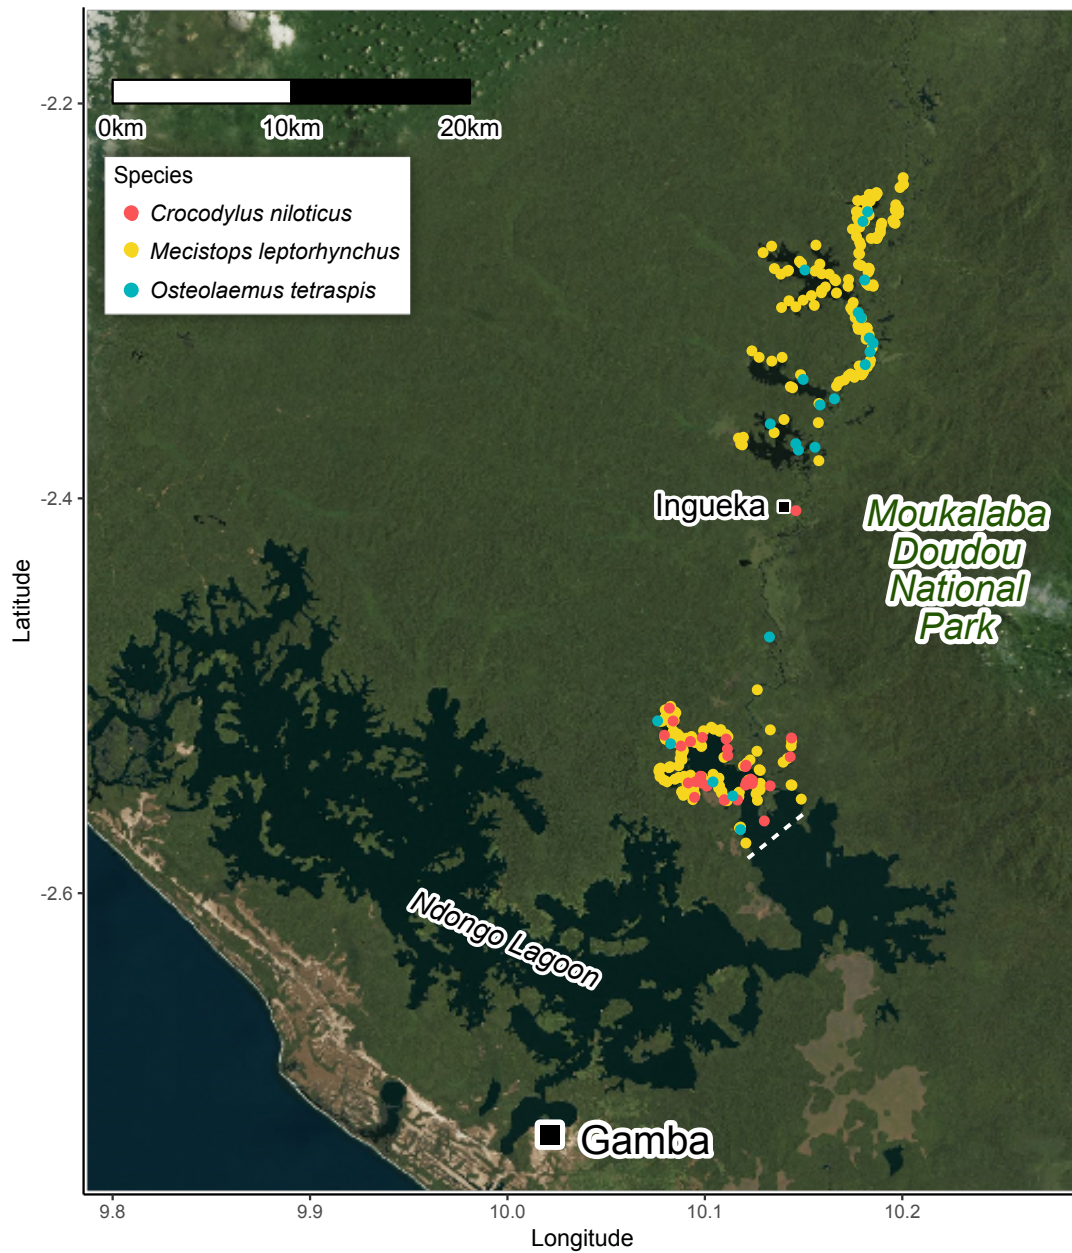 -2.2
0km 10km 20km
Species
Crocodylus niloticus
Mecistops leptorhynchus
Osteolaemus tetraspis
-2.4
Ingueka
Moukalaba
Doudou
National
Park
Latitude
-2.6
Ndongo Lagoon
Gamba
9.8 9.9 10.0 10.1 10.2
Longitude